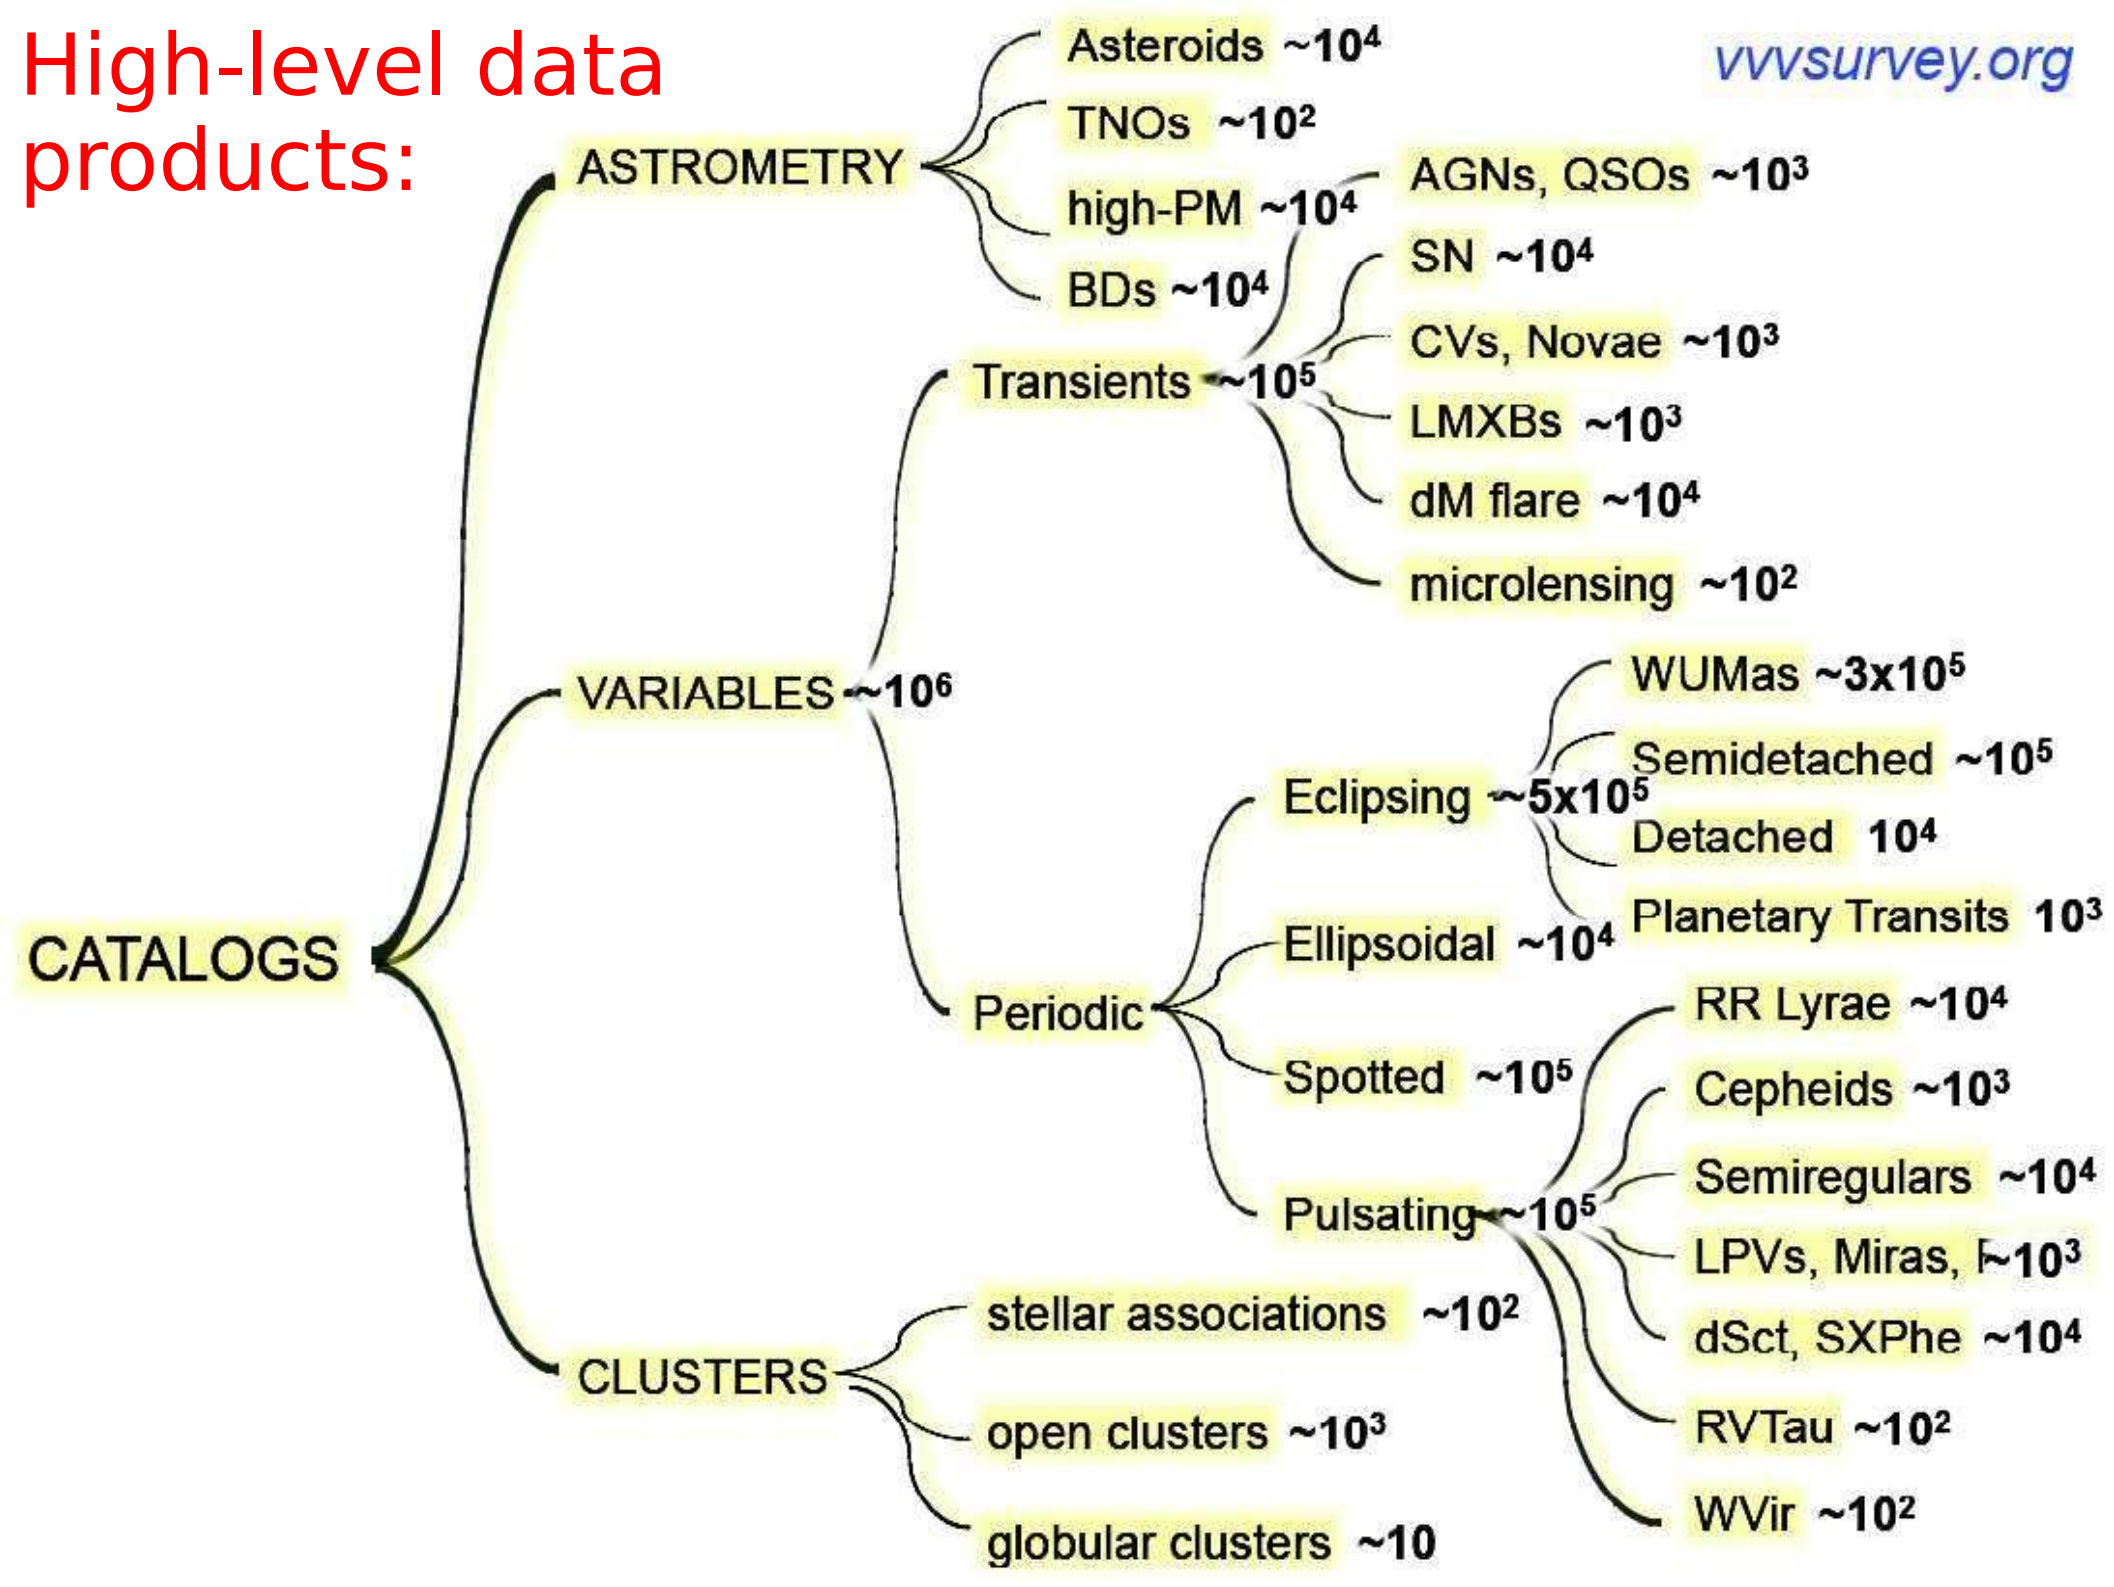 High-level data
products:
vvvsurvey.org
CATALOGS
ASTROMETRY
Asteroids ~10⁴
TNOs ~10²
high-PM ~10⁴
BDs ~10⁴
VARIABLES ~10⁶
Transients ~10⁵
AGNs, QSOs ~10³
SN ~10⁴
CVs, Novae ~10³
LMXBs ~10³
dM flare ~10⁴
microlensing ~10²
Periodic
Eclipsing ~5x10⁵
WUMas ~3x10⁵
Semidetached ~10⁵
Detached 10⁴
Planetary Transits 10³
Ellipsoidal ~10⁴
Spotted ~10⁵
Pulsating ~10⁵
RR Lyrae ~10⁴
Cepheids ~10³
Semiregulars ~10⁴
LPVs, Miras, ~10³
dSct, SXPhe ~10⁴
RVTau ~10²
WVir ~10²
CLUSTERS
stellar associations ~10²
open clusters ~10³
globular clusters ~10